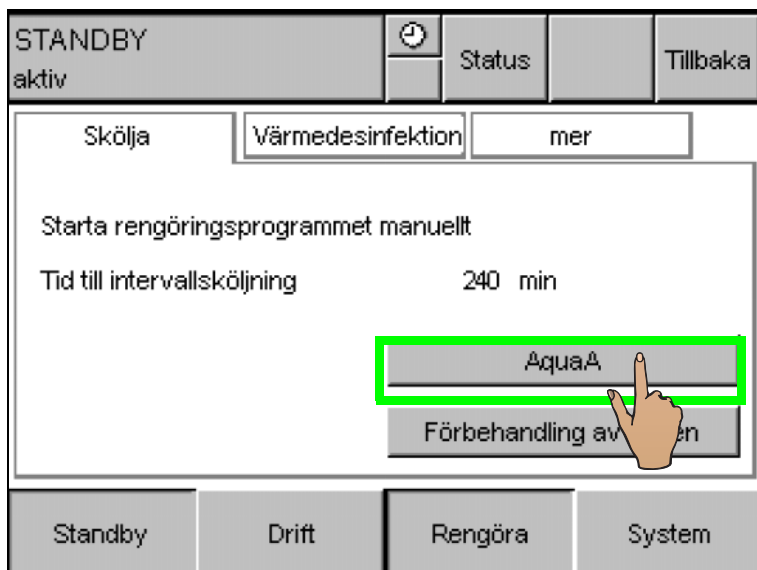 STANDBY
aktiv
Status
Tillbaka
Skölja
Värmedesinfektion
mer
Starta rengöringsprogrammet manuellt
Tid till intervallsköljning 240 min
AquaA
Förbehandling av
Standby
Drift
Rengöra
System